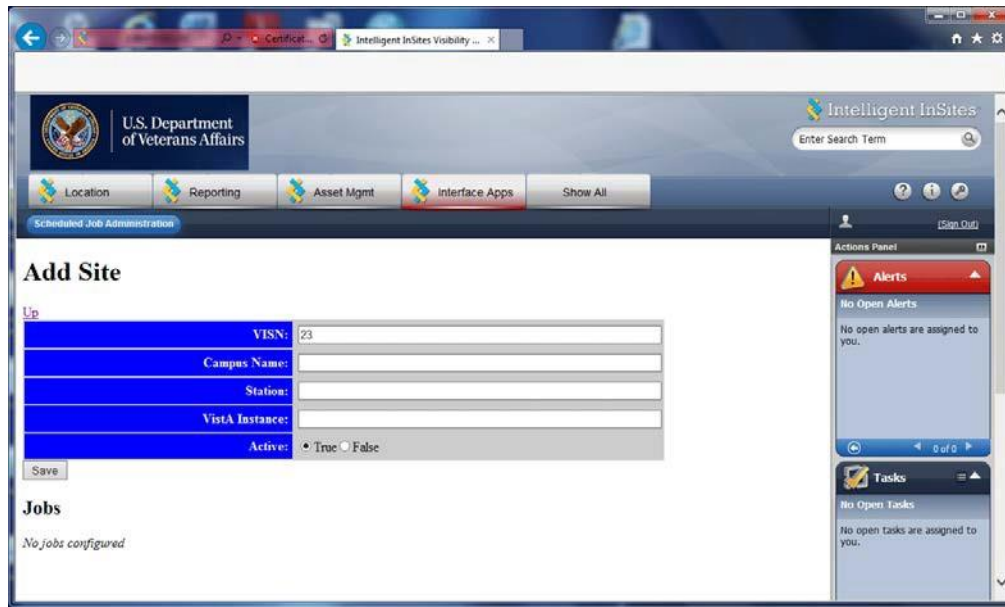 Certificat...
Intelligent InSites Visibility ...
U.S. Department
of Veterans Affairs
Intelligent InSites
Enter Search Term
Location
Reporting
Asset Mgmt
Interface Apps
Show All
Scheduled Job Administration
(Sign Out)
Actions Panel
Add Site
Up
VISN: 23
Campus Name:
Station:
VistA Instance:
Active: True False
Save
Jobs
No jobs configured
Alerts
No Open Alerts
No open alerts are assigned to
you.
0 of 0
Tasks
No Open Tasks
No open tasks are assigned to
you.